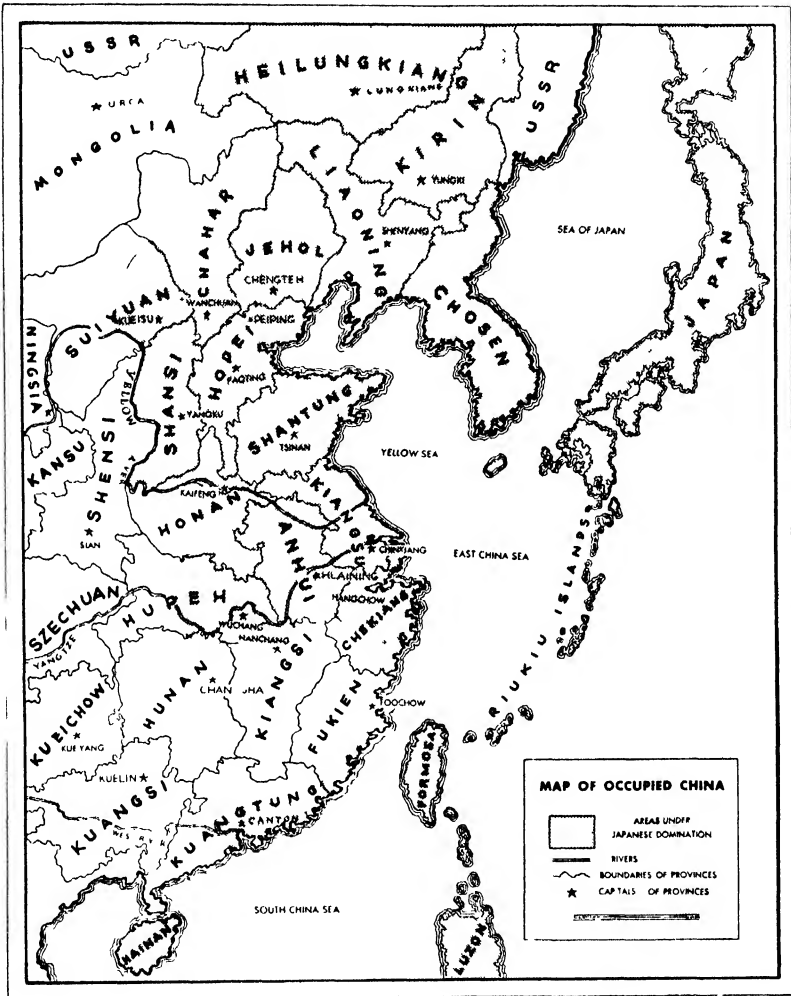 USSR
HEILUNGKIANG
LUNGKIANG
URGA
MONGOLIA
KIRIN
USSR
YUNGKI
LIAONING
SHENYANG
SEA OF JAPAN
CHAHAR
JEHOL
CHENGTEH
WANCHUAN
SUIYUAN
KUEISU
PEIPING
CHOSEN
JAPAN
NINGSIA
HOPEI
PAOTING
SHANSI
YANGKU
YELLOW
RIVER
SHANTUNG
TSINAN
YELLOW SEA
KANSU
SHENSI
SIAN
KAIFENG
HONAN
KIANGSU
CHINKIANG
ANHUI
HUAINING
EAST CHINA SEA
HANGCHOW
CHEKIANG
SZECHUAN
YANGTZE
HUPEH
WUCHANG
NANCHANG
RIUKIU ISLANDS
HUNAN
CHANGSHA
KIANGSI
FUKIEN
FOOCHOW
KUEICHOW
KUEYANG
KUELIN
KUANGSI
KUANGTUNG
CANTON
FORMOSA
SOUTH CHINA SEA
HAINAN
LUZON
MAP OF OCCUPIED CHINA
AREAS UNDER
JAPANESE DOMINATION
RIVERS
BOUNDARIES OF PROVINCES
CAPITALS OF PROVINCES